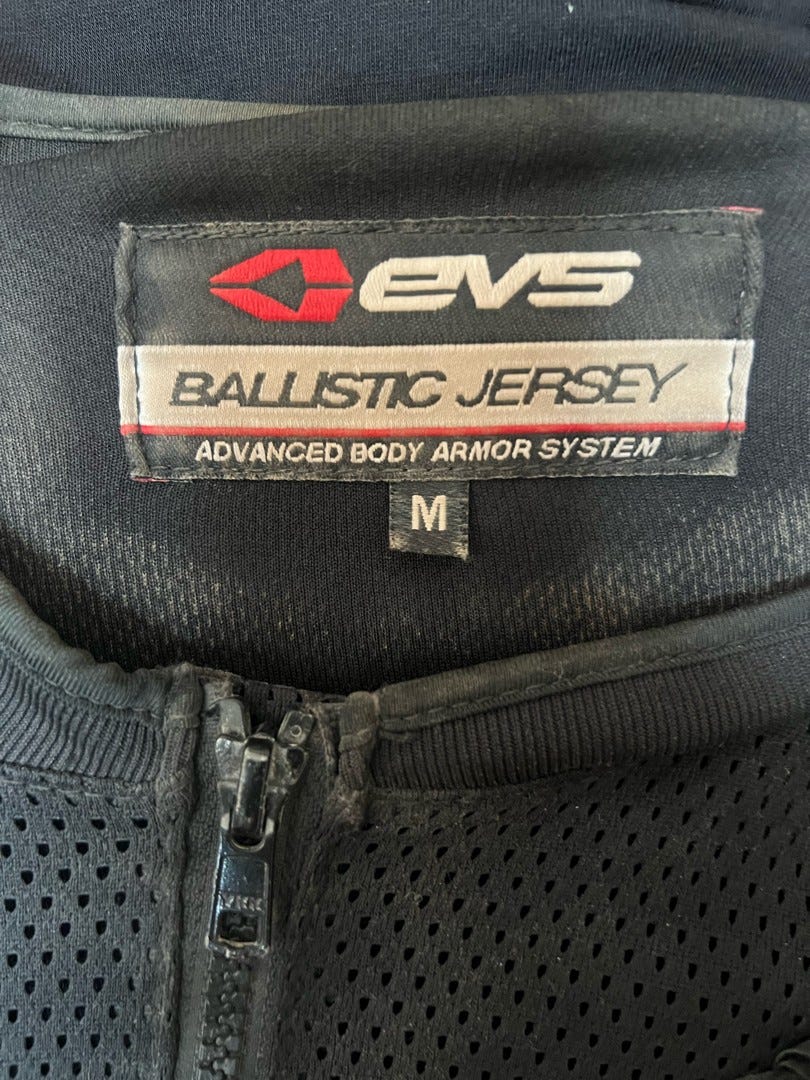 evs
BALLISTIC JERSEY
ADVANCED BODY ARMOR SYSTEM
M